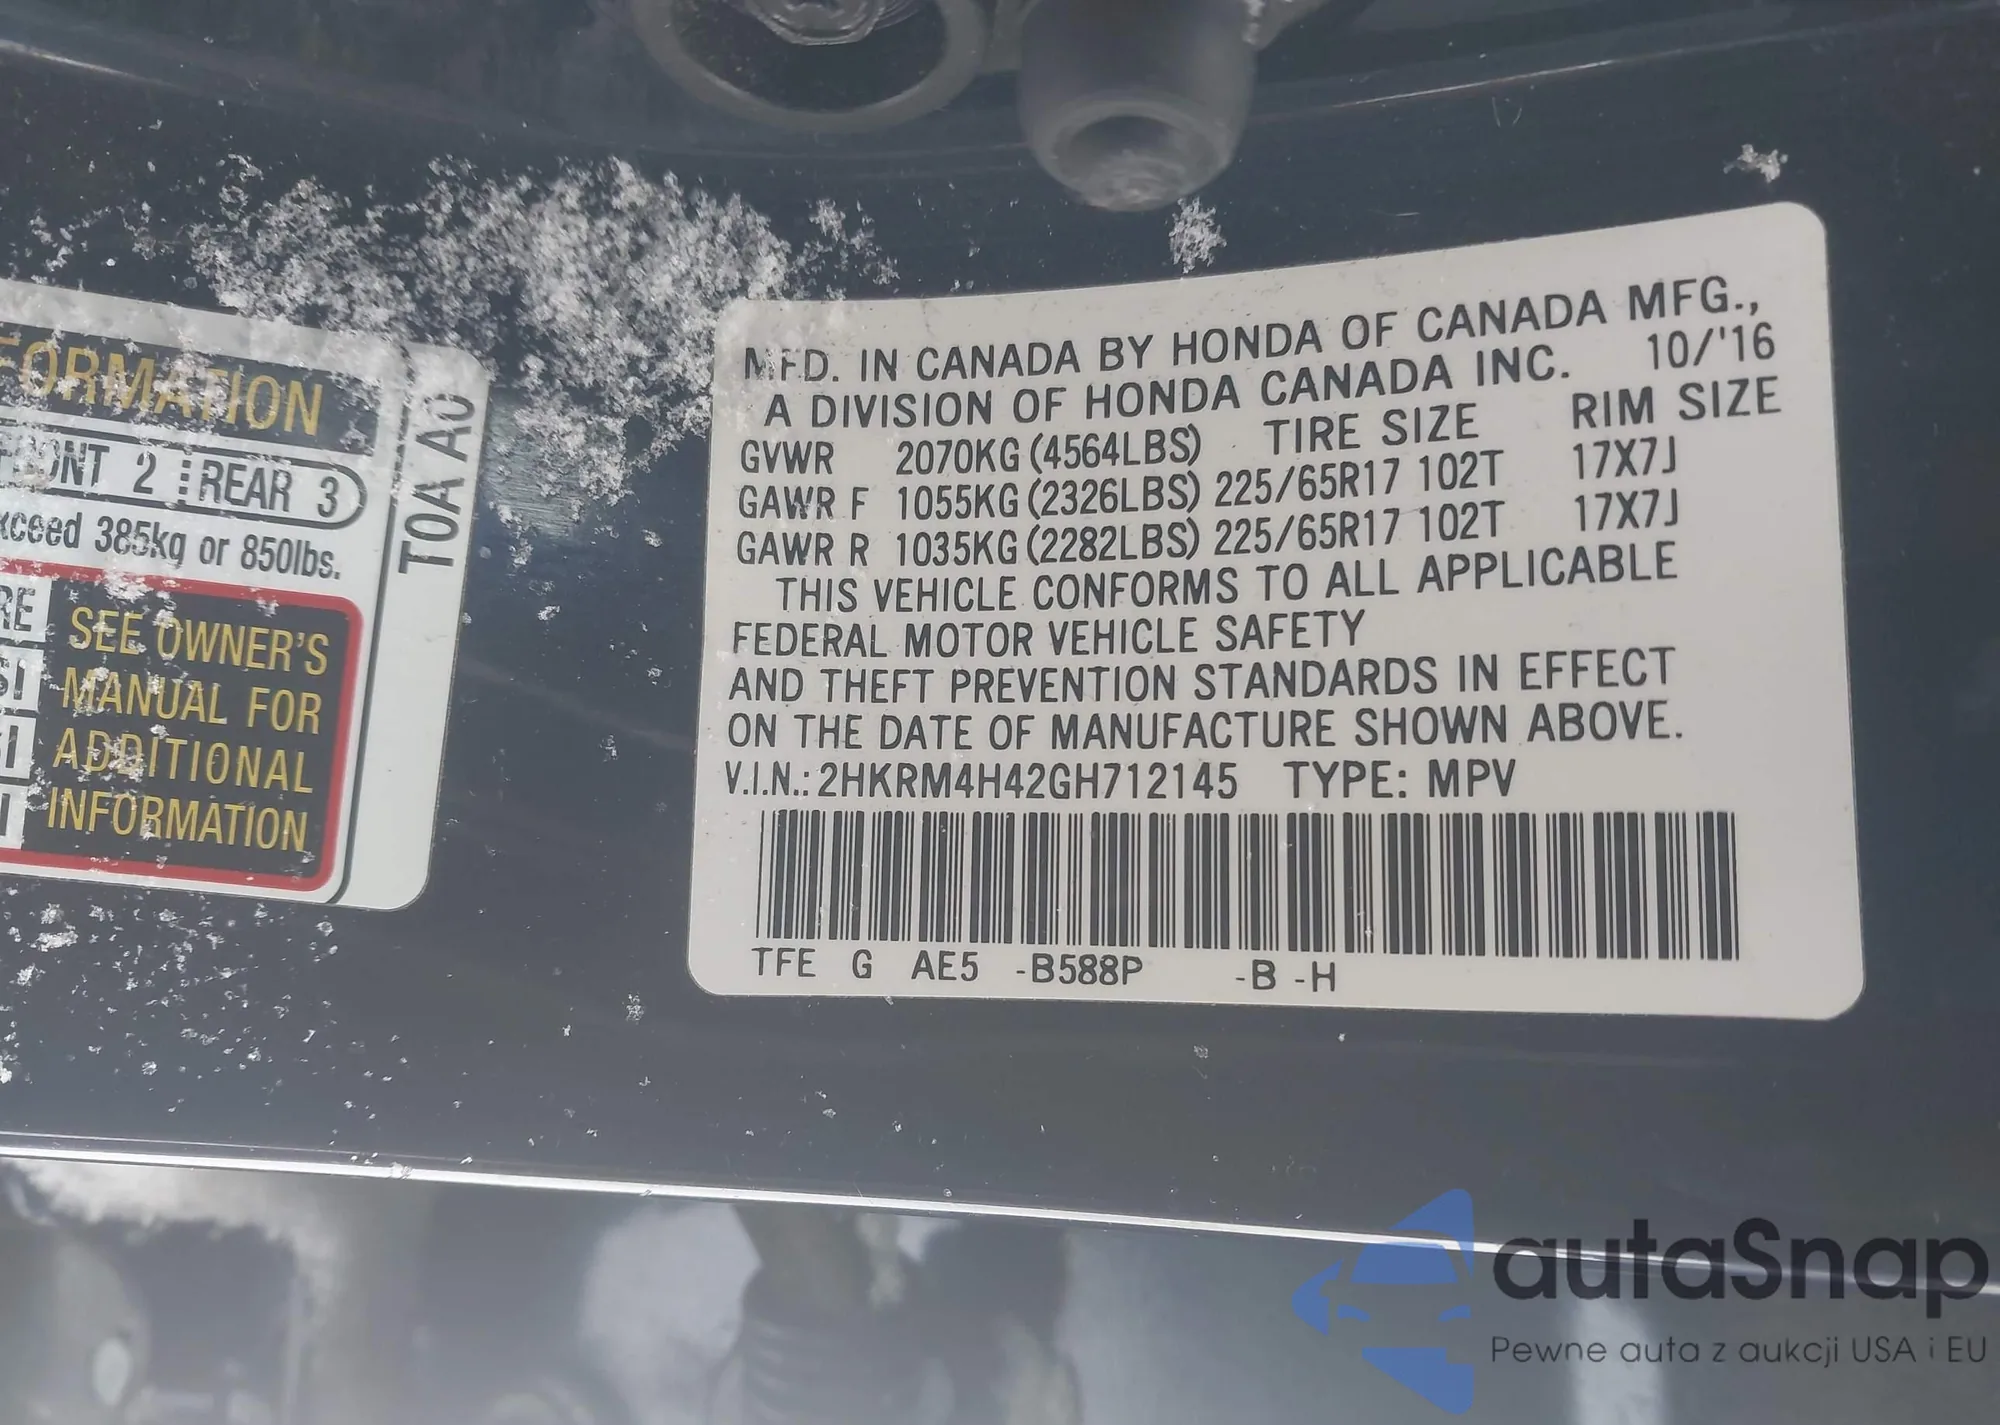 FORMATION
FRONT 2 REAR 3
exceed 385kg or 850lbs.
SEE OWNER'S
MANUAL FOR
ADDITIONAL
INFORMATION
T0A A0
MFD. IN CANADA BY HONDA OF CANADA MFG.,
A DIVISION OF HONDA CANADA INC. 10/'16
GVWR 2070KG (4564LBS) TIRE SIZE RIM SIZE
GAWR F 1055KG (2326LBS) 225/65R17 102T 17X7J
GAWR R 1035KG (2282LBS) 225/65R17 102T 17X7J
THIS VEHICLE CONFORMS TO ALL APPLICABLE
FEDERAL MOTOR VEHICLE SAFETY
AND THEFT PREVENTION STANDARDS IN EFFECT
ON THE DATE OF MANUFACTURE SHOWN ABOVE.
V.I.N.: 2HKRM4H42GH712145 TYPE: MPV
TFE G AE5 -B588P -B -H
autaSnap
Pewne auta z aukcji USA i EU